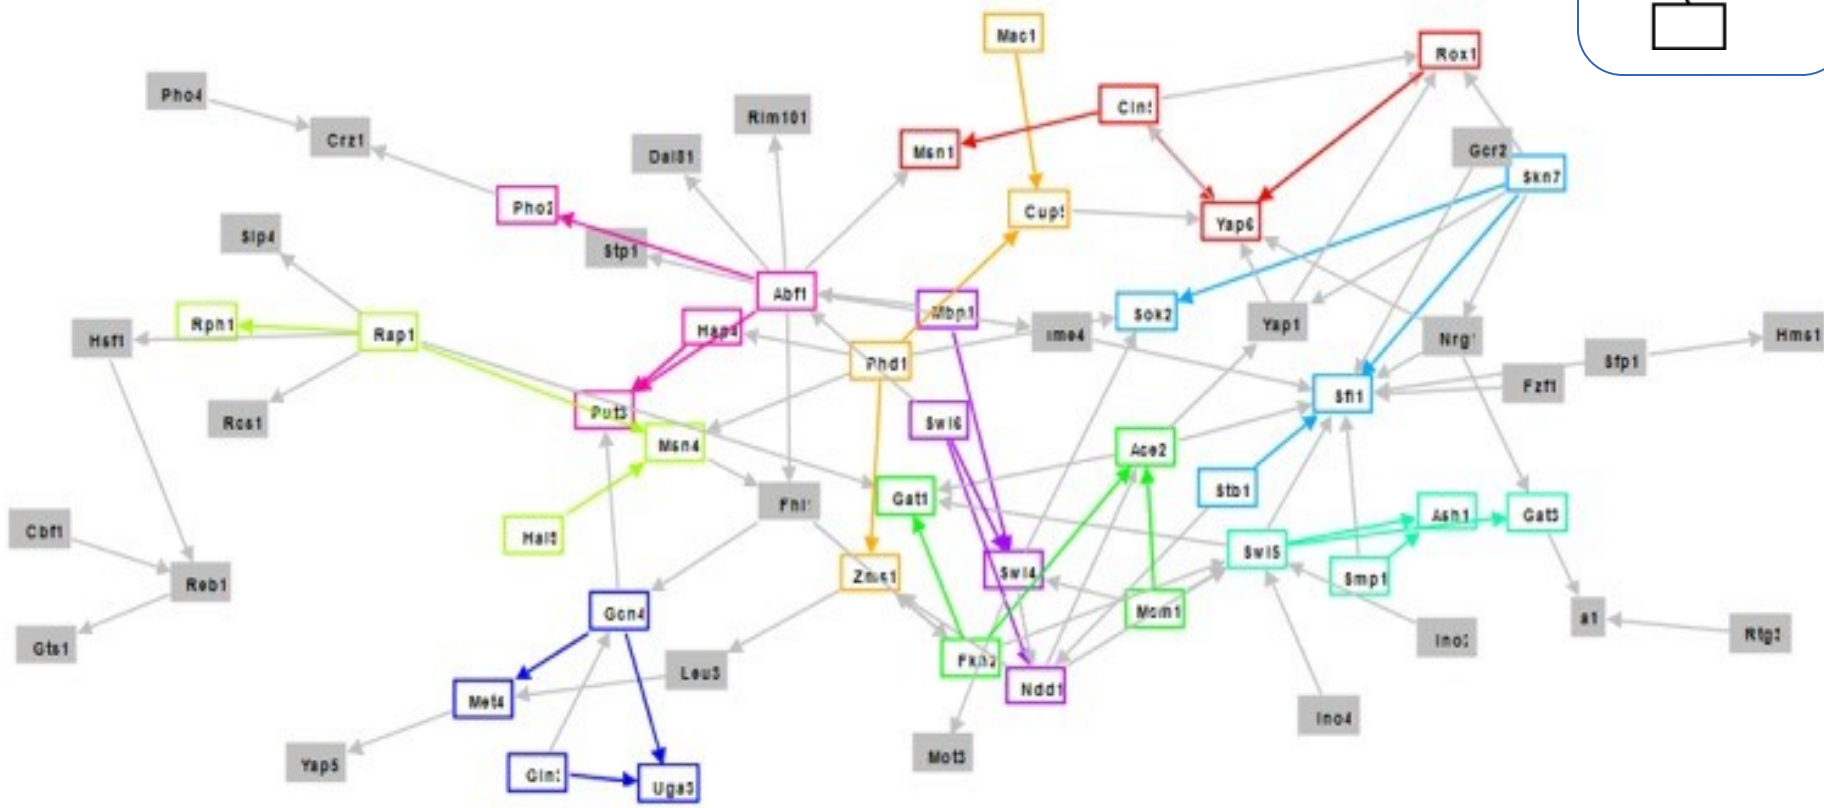 Mac1
Rox1
Pho4
Cin5
Rim101
Crz1
Msn1
Gcr2
Dal81
Skn7
Pho2
Cup9
Yap6
Sip4
Stp1
Abf1
Mbp1
Sok2
Rph1
Yap1
Hap4
Rap1
Ime4
Hms1
Hsf1
Nrg1
Sfp1
Phd1
Fzf1
Sfl1
Put3
Rcs1
Swi6
Msn4
Ace2
Stb1
Gat1
Fhl1
Ash1
Gat3
Cbf1
Hal9
Swi5
Swi4
Zms1
Smp1
Reb1
Gcn4
Mcm1
a1
Rtg3
Ino2
Gts1
Fkh2
Leu3
Ndd1
Met4
Ino4
Mot3
Yap5
Gln3
Uga3